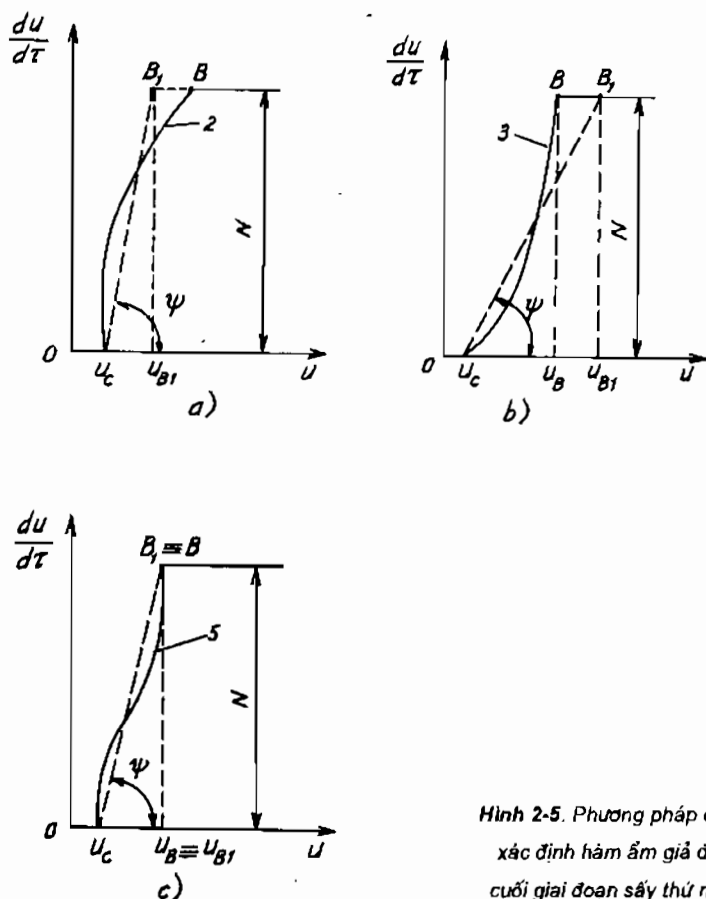 du/dτ
B₁ B
2
N
ψ
0
u_C u_B1 u
a)
du/dτ
B B₁
3
N
ψ
0
u_C u_B u_B1 u
b)
du/dτ
B₁ ≡ B
5
N
ψ
0
u_C u_B ≡ u_B1 u
c)
Hình 2-5. Phương pháp
xác định hàm ẩm giả
cuối giai đoạn sấy thứ